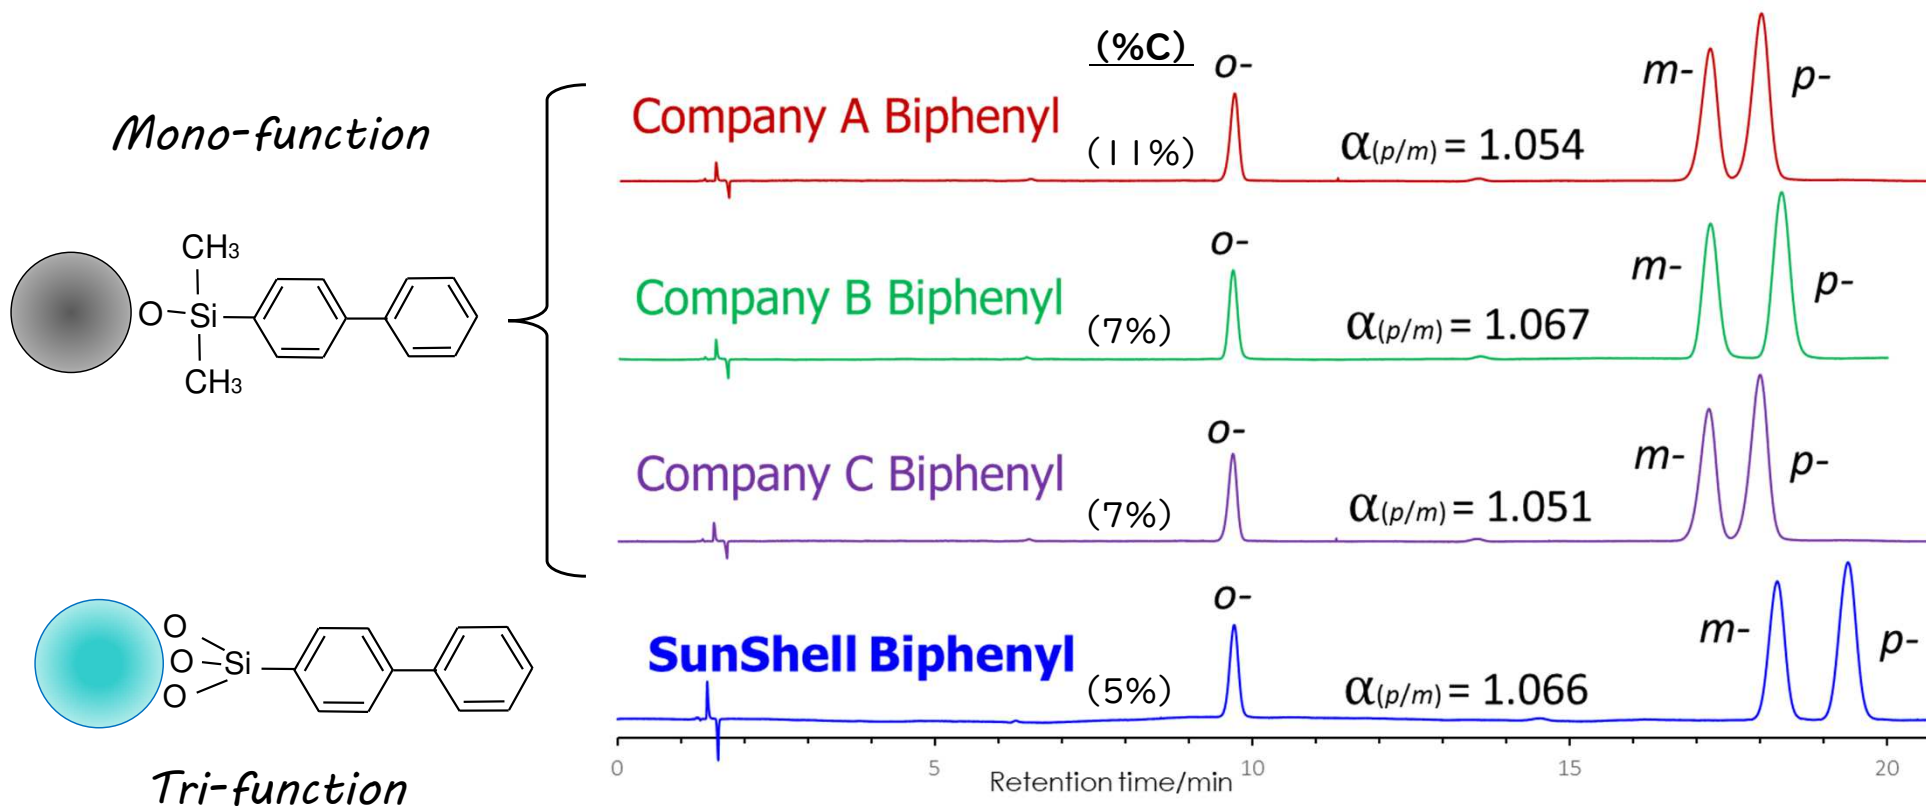 Mono-function
CH3
O
Si
CH3
O
O
Si
O
Tri-function
(%C)
o-
m-
p-
Company A Biphenyl
(11%)
α(p/m) = 1.054
o-
m-
p-
Company B Biphenyl
(7%)
α(p/m) = 1.067
o-
m-
p-
Company C Biphenyl
(7%)
α(p/m) = 1.051
o-
m-
p-
SunShell Biphenyl
(5%)
α(p/m) = 1.066
0 5 10 15 20
Retention time/min